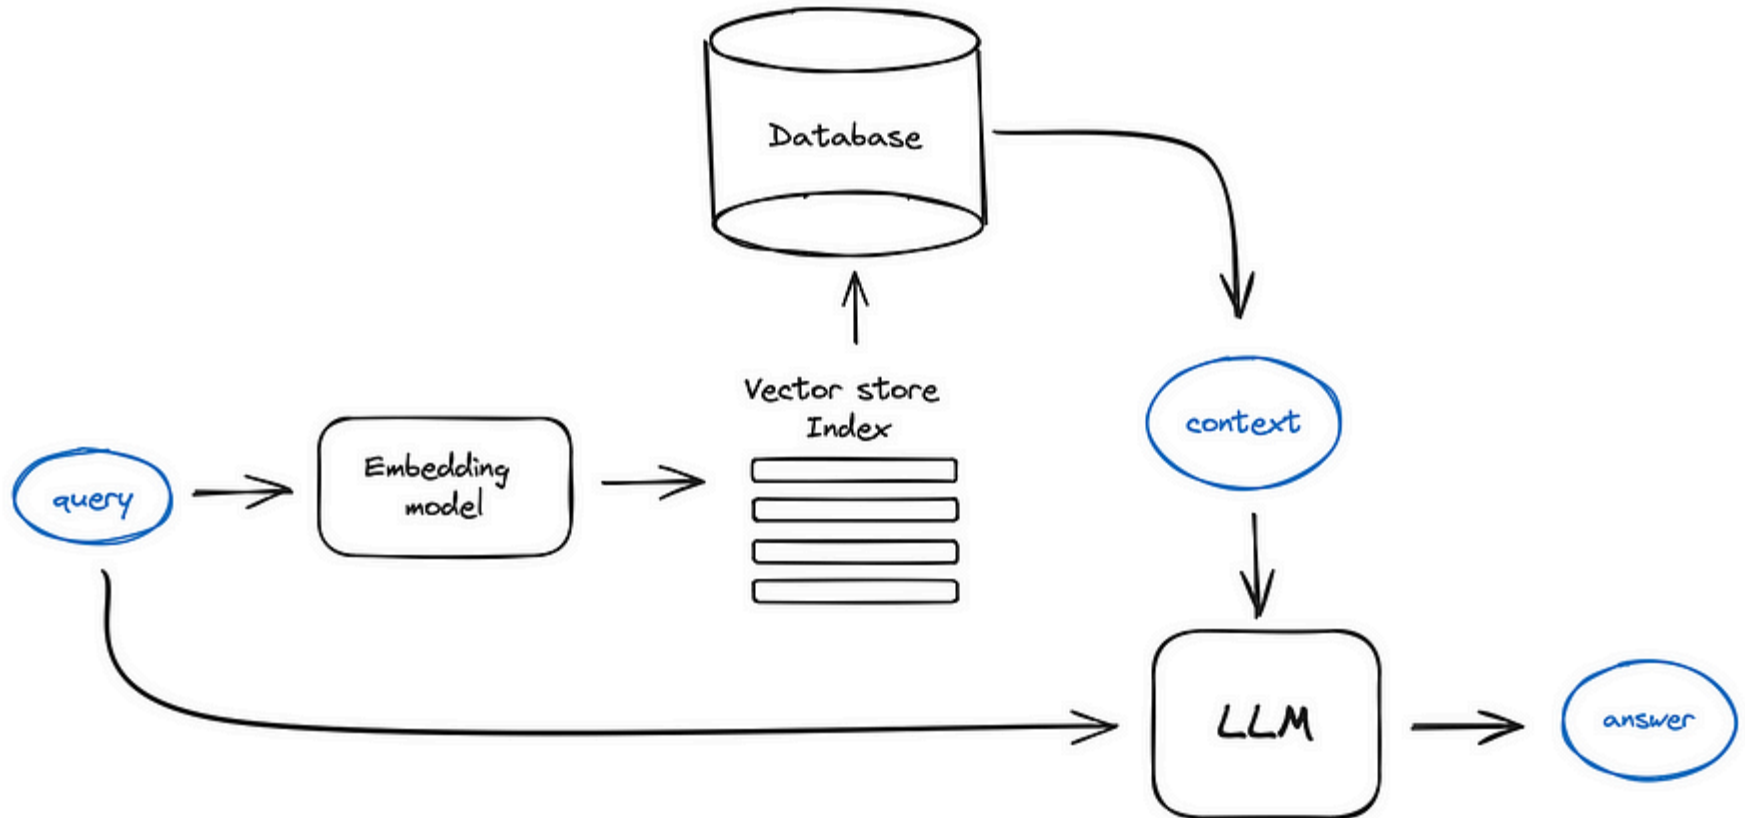 Database
Vector store
Index
context
Embedding
model
query
LLM
answer